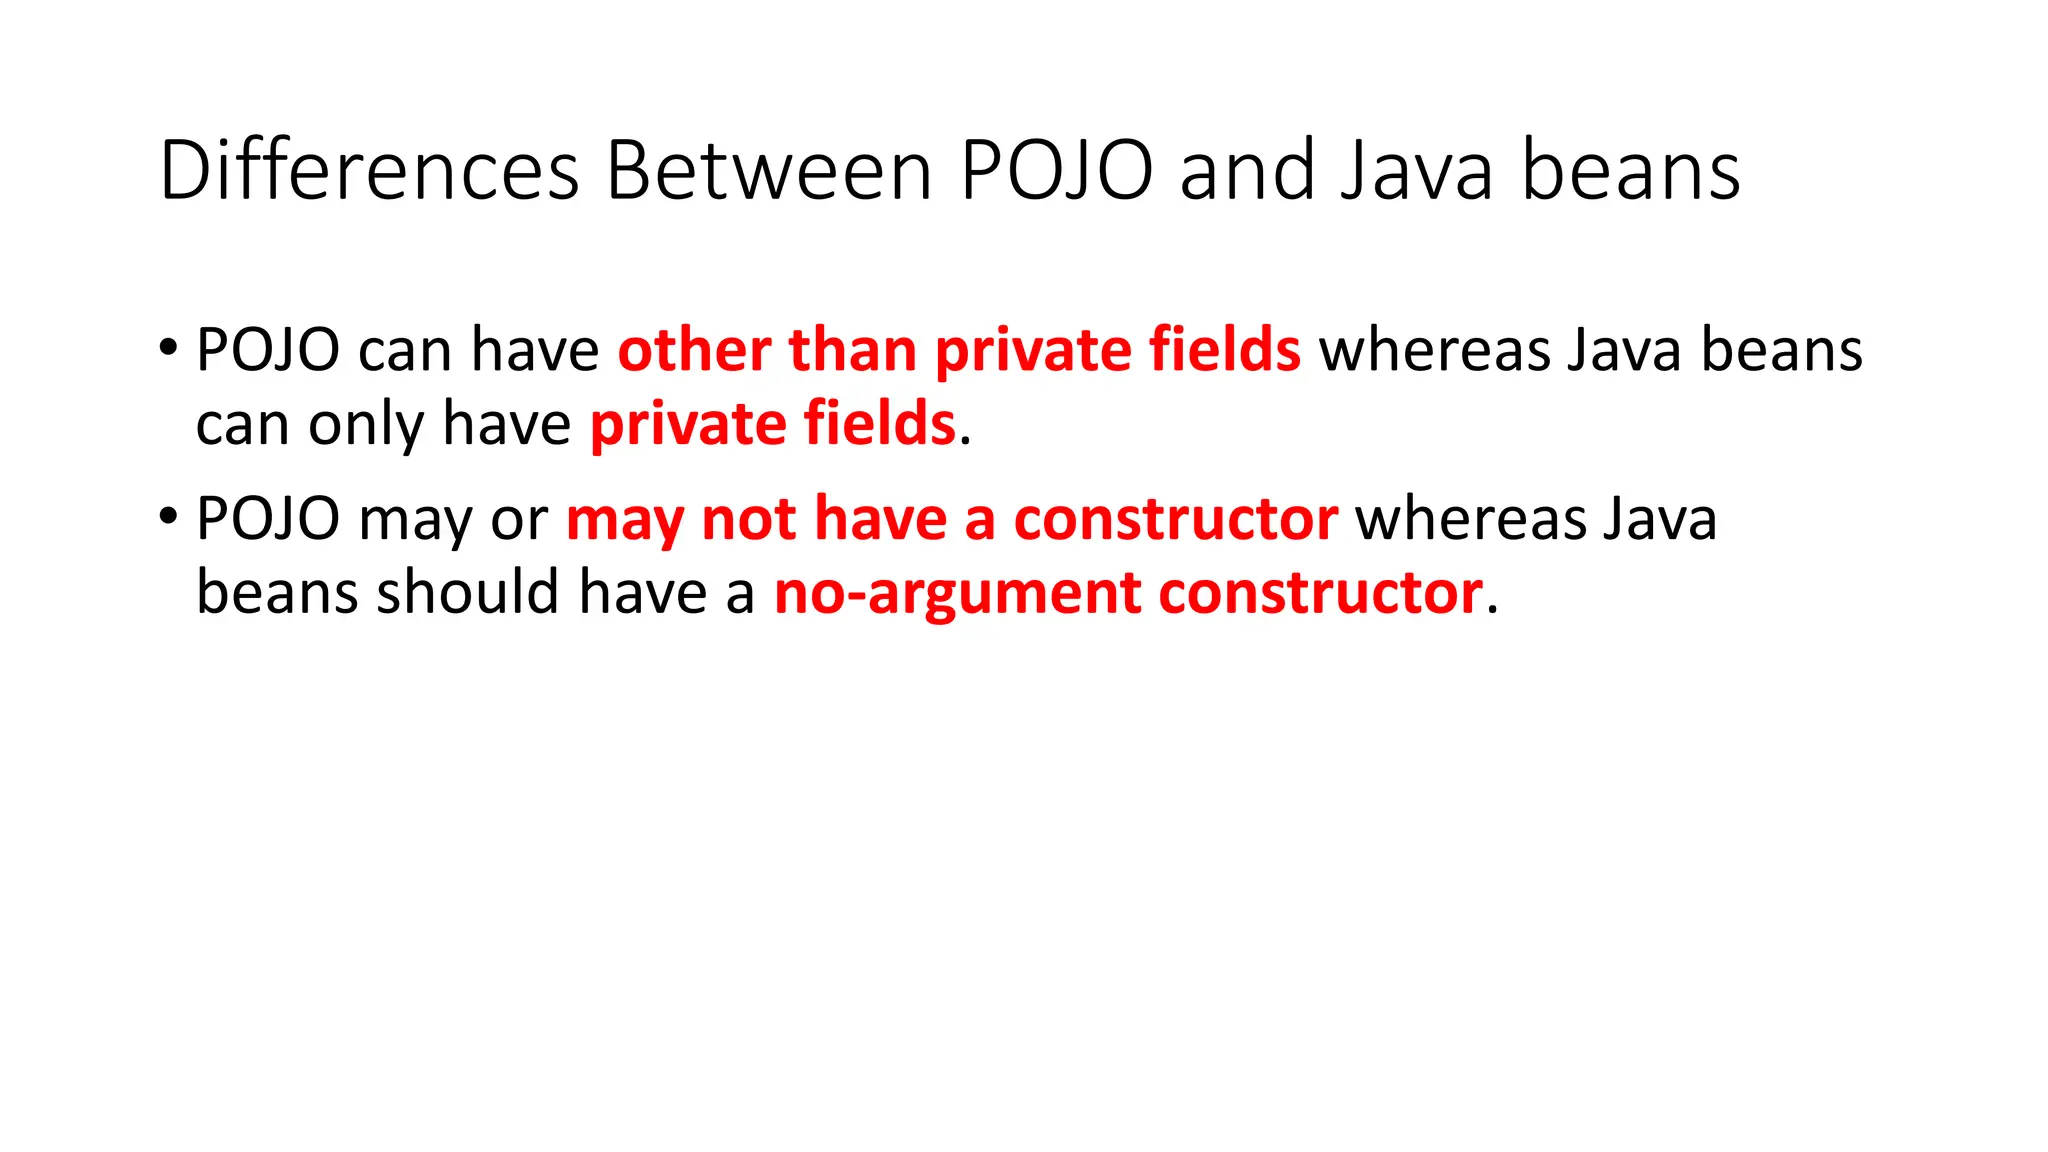 Differences Between POJO and Java beans
• POJO can have other than private fields whereas Java beans
can only have private fields.
• POJO may or may not have a constructor whereas Java
beans should have a no-argument constructor.